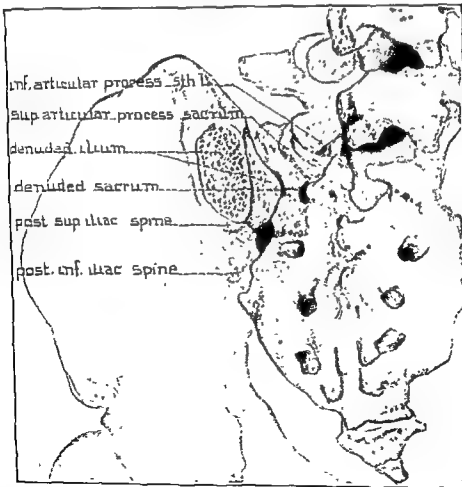 inf. articular process 5th L.
sup. articular process sacrum
denuded ilium
denuded sacrum
post sup iliac spine
post. inf. iliac spine